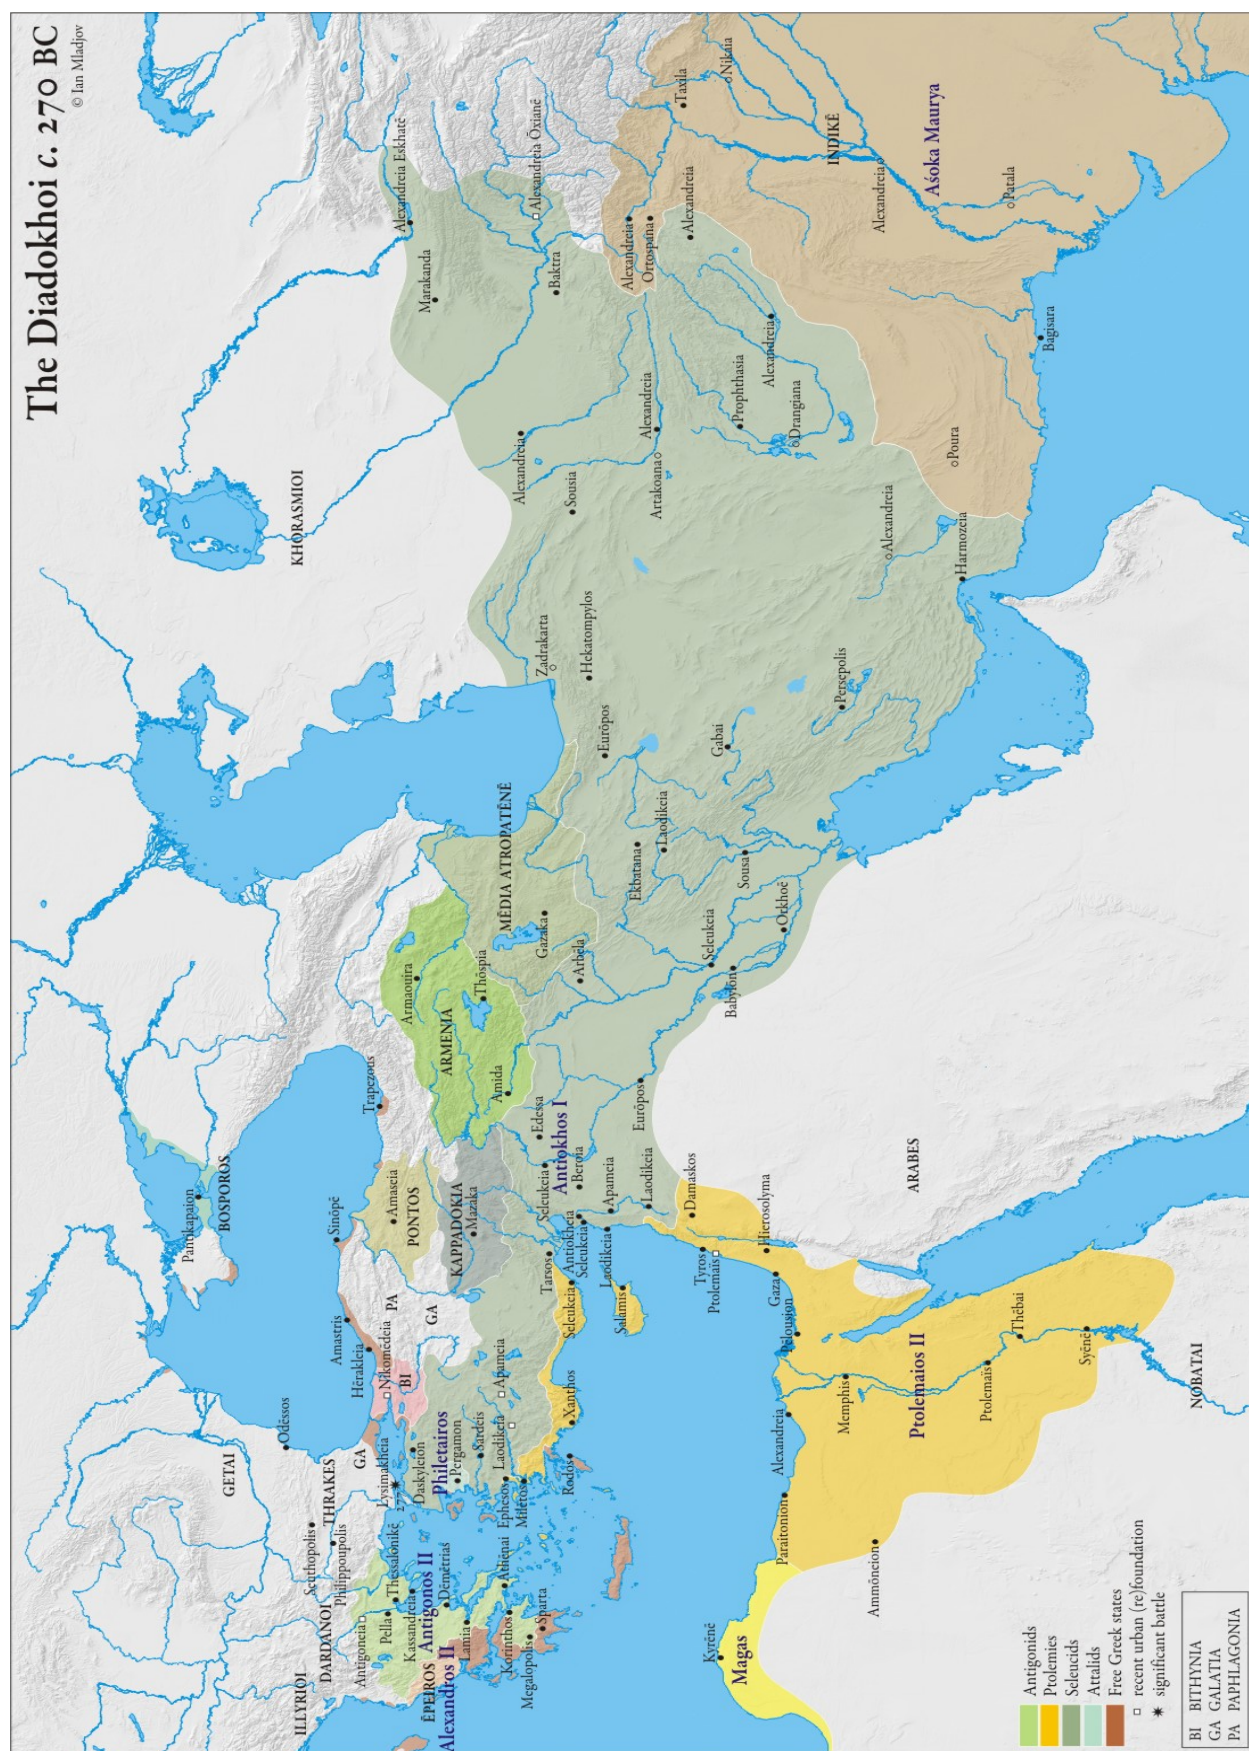 The Diadokhoi c. 270 BC
© Ian Mladjov
ILLYRIOI
DARDANOI
GETAI
THRAKES
Odēssos
Seuthopolis
Philippoupolis
GA
Lysimakheia
277
Antigoneia
Pella
Thessalonikē
Kassandreia
Antigonos II
Dēmētrias
ĒPEIROS
Alexandros II
Lamia
Korinthos
Athēnai
Megalopolis
Sparta
Daskyleion
Philetairos
Pergamon
Sardeis
Laodikeia
Apameia
Ephesos
Milētos
Rodos
Xanthos
Nikomēdeia
BI
Hērakleia
Amastris
PA
GA
Sinōpē
Pantikapaion
BOSPOROS
Amaseia
PONTOS
Trapezous
KAPPADOKIA
Mazaka
Armaouira
ARMENIA
Thōspia
Amida
Tarsos
Seleukeia
Edessa
Antiokhos I
Antiokheia
Seleukeia
Seleukeia
Beroia
Apameia
Laodikeia
Laodikeia
Salamis
Eurōpos
Damaskos
Tyros
Ptolemais
Hierosolyma
Gaza
Pēlousion
ARABES
Kyrēnē
Magas
Paraitonion
Ammōneion
Alexandreia
Memphis
Ptolemaios II
Ptolemais
Thēbai
Syēnē
NOBATAI
MĒDIA ATROPATĒNĒ
Gazaka
Arbēla
Ekbatana
Laodikeia
Seleukeia
Babylōn
Sousa
Orkhoē
Eurōpos
Gabai
Persepolis
Zadrakarta
Hekatompylos
KHORASMIOI
Sousia
Alexandreia
Artakoana
Alexandreia
Prophthasia
Drangiana
Alexandreia
Alexandreia
Harmozeia
Poura
Bagisara
Marakanda
Alexandreia Eskhatē
Baktra
Alexandreia Ōxianē
Alexandreia
Ortospana
Alexandreia
Taxila
Nikaia
INDIKĒ
Alexandreia
Aśoka Maurya
Patala
Antigonids
Ptolemies
Seleucids
Attalids
Free Greek states
recent urban (re)foundation
significant battle
BI BITHYNIA
GA GALATIA
PA PAPHLAGONIA